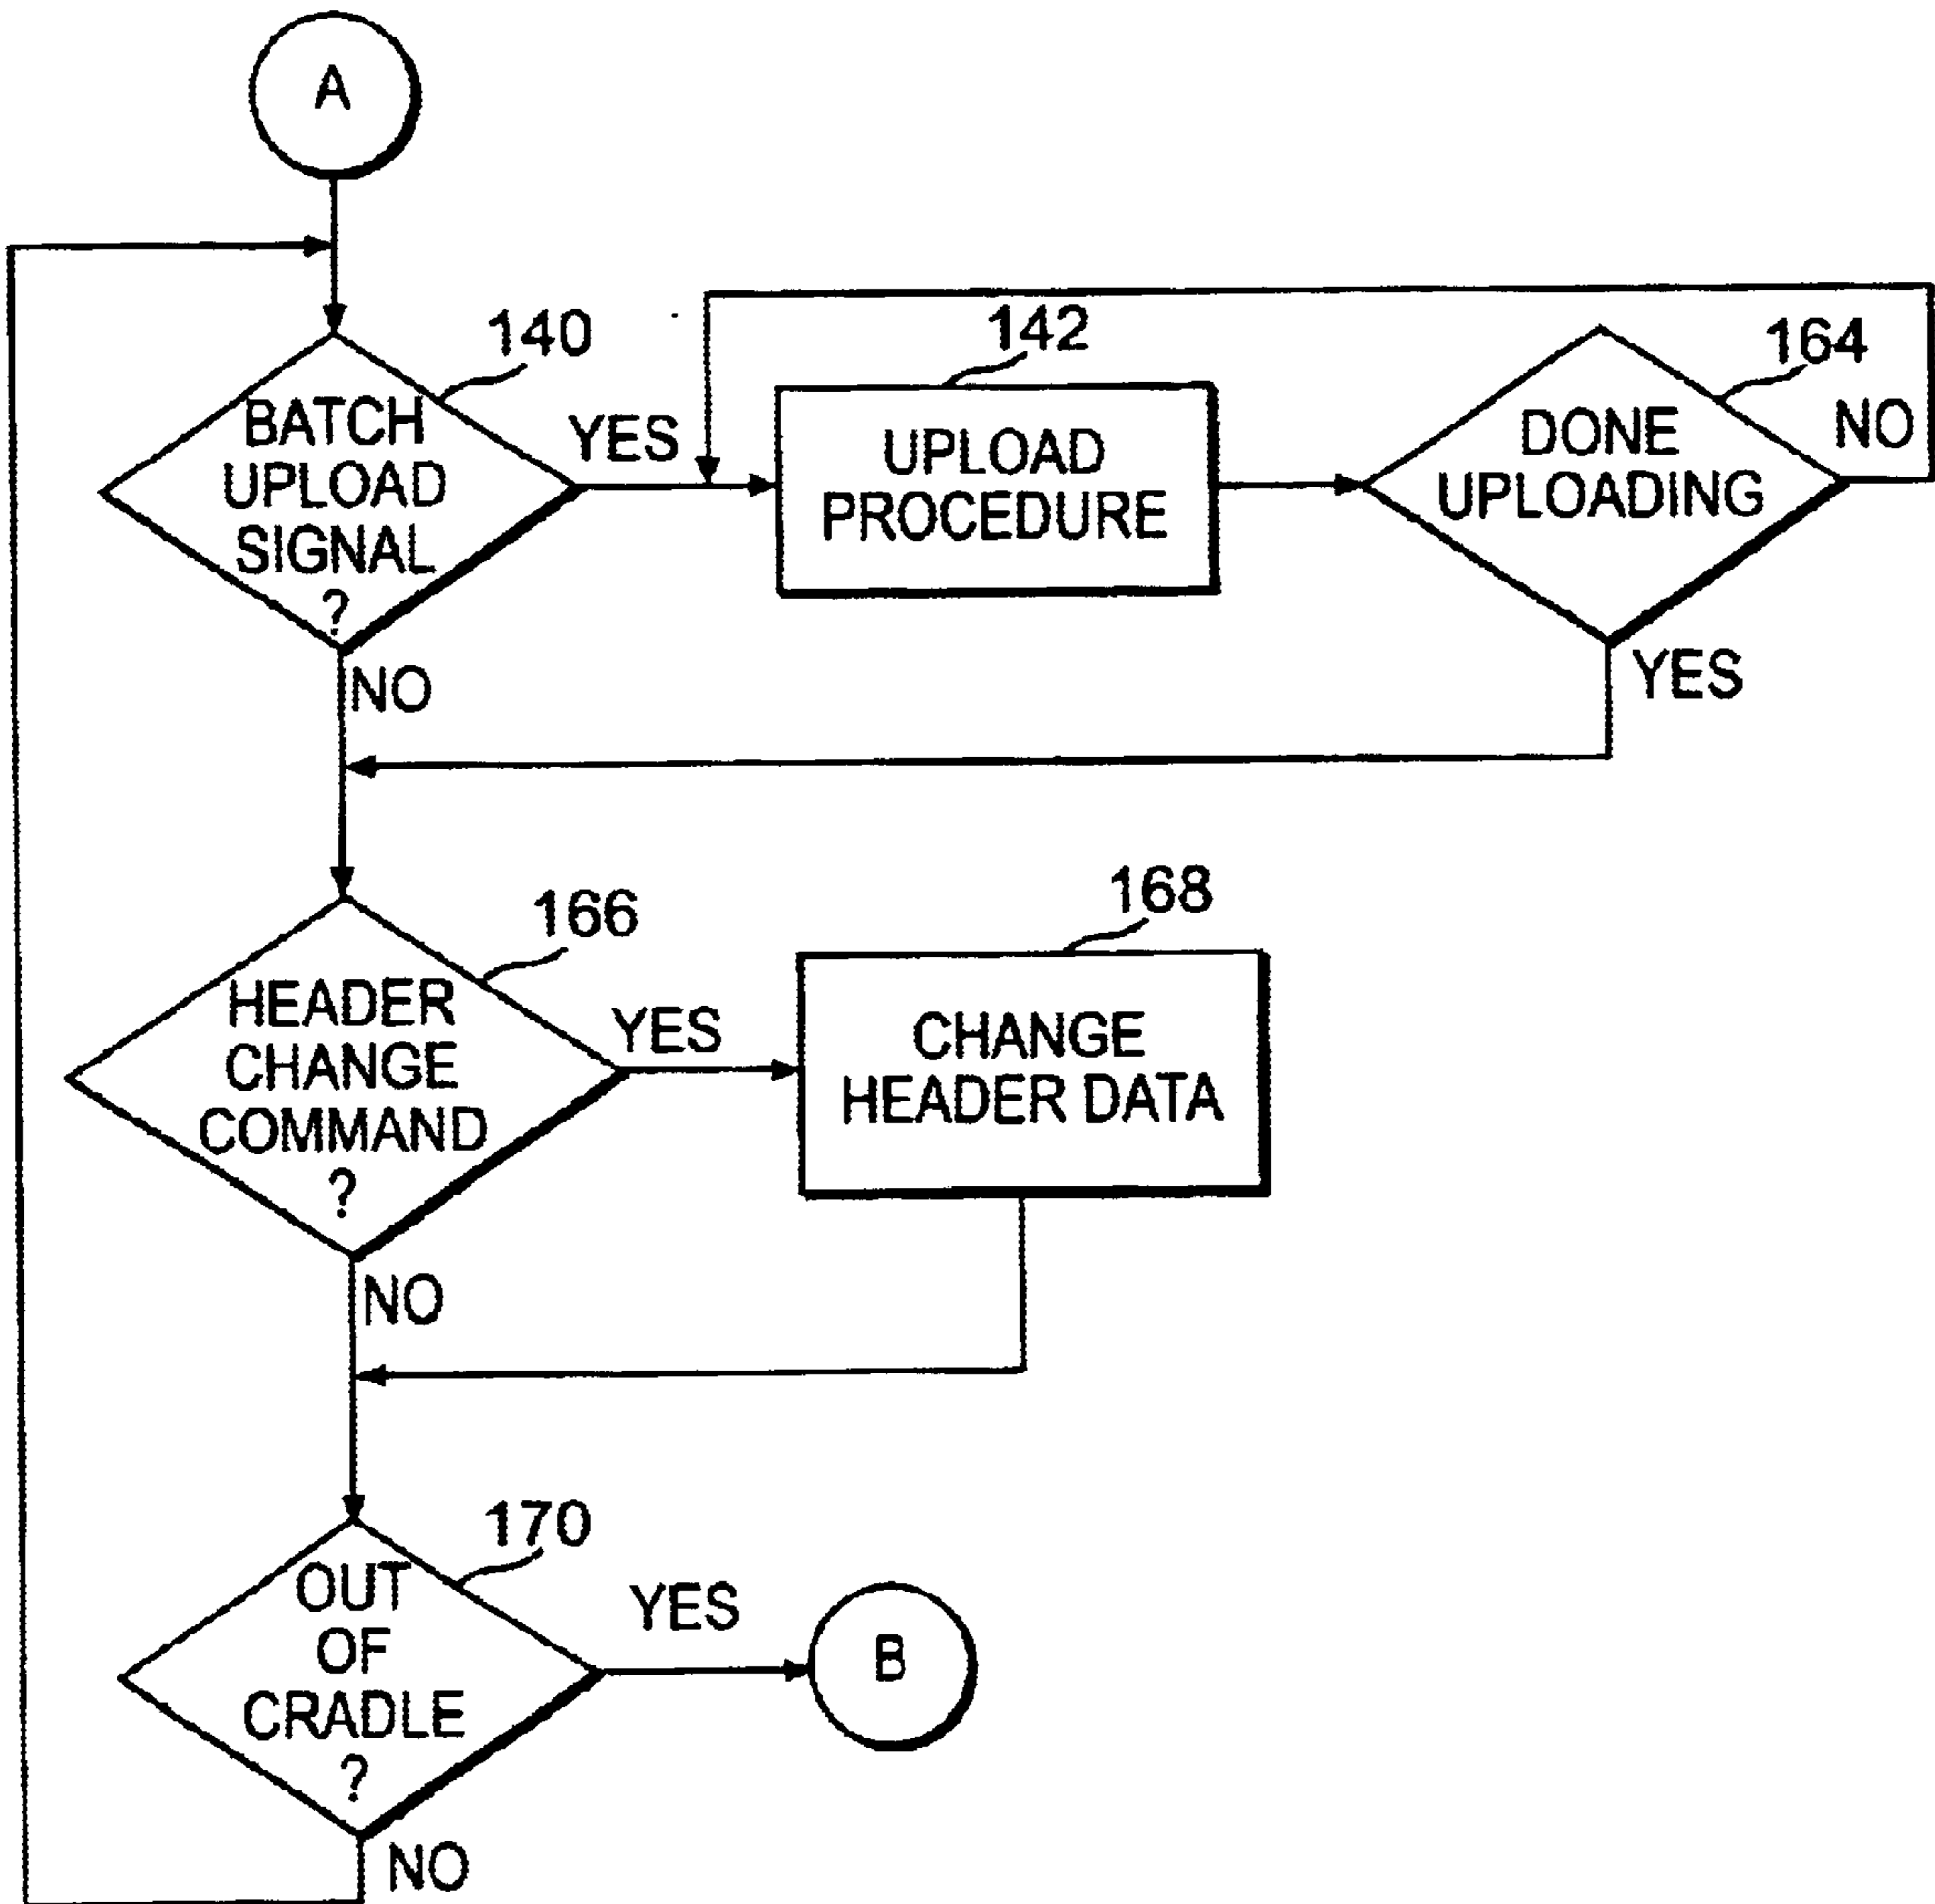 A
140
BATCH
UPLOAD
SIGNAL
?
YES
NO
142
UPLOAD
PROCEDURE
164
DONE
UPLOADING
NO
YES
166
HEADER
CHANGE
COMMAND
?
YES
NO
168
CHANGE
HEADER DATA
170
OUT
OF
CRADLE
?
YES
NO
B